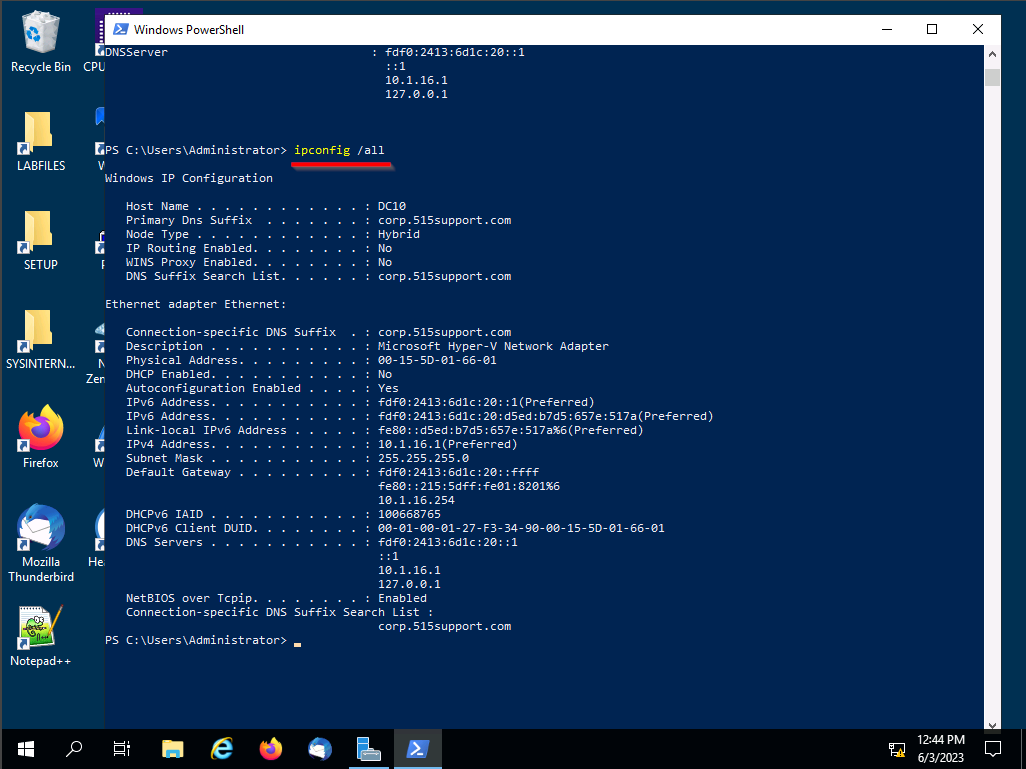 Windows PowerShell
DNSServer : fdf0:2413:6d1c:20::1
::1
10.1.16.1
127.0.0.1
PS C:\Users\Administrator> ipconfig /all
Windows IP Configuration
Host Name . . . . . . . . . . . . : DC10
Primary Dns Suffix . . . . . . . : corp.515support.com
Node Type . . . . . . . . . . . . : Hybrid
IP Routing Enabled. . . . . . . . : No
WINS Proxy Enabled. . . . . . . . : No
DNS Suffix Search List. . . . . . : corp.515support.com
Ethernet adapter Ethernet:
Connection-specific DNS Suffix . : corp.515support.com
Description . . . . . . . . . . . : Microsoft Hyper-V Network Adapter
Physical Address. . . . . . . . . : 00-15-5D-01-66-01
DHCP Enabled. . . . . . . . . . . : No
Autoconfiguration Enabled . . . . : Yes
IPv6 Address. . . . . . . . . . . : fdf0:2413:6d1c:20::1(Preferred)
IPv6 Address. . . . . . . . . . . : fdf0:2413:6d1c:20:d5ed:b7d5:657e:517a(Preferred)
Link-local IPv6 Address . . . . . : fe80::d5ed:b7d5:657e:517a%6(Preferred)
IPv4 Address. . . . . . . . . . . : 10.1.16.1(Preferred)
Subnet Mask . . . . . . . . . . . : 255.255.255.0
Default Gateway . . . . . . . . . : fdf0:2413:6d1c:20::ffff
fe80::215:5dff:fe01:8201%6
10.1.16.254
DHCPv6 IAID . . . . . . . . . . . : 100668765
DHCPv6 Client DUID. . . . . . . . : 00-01-00-01-27-F3-34-90-00-15-5D-01-66-01
DNS Servers . . . . . . . . . . . : fdf0:2413:6d1c:20::1
::1
10.1.16.1
127.0.0.1
NetBIOS over Tcpip. . . . . . . . : Enabled
Connection-specific DNS Suffix Search List :
corp.515support.com
PS C:\Users\Administrator>
Recycle Bin
CPU
LABFILES
SETUP
SYSINTERN...
Zen
Firefox
Mozilla
Thunderbird
Hea
Notepad++
12:44 PM
6/3/2023